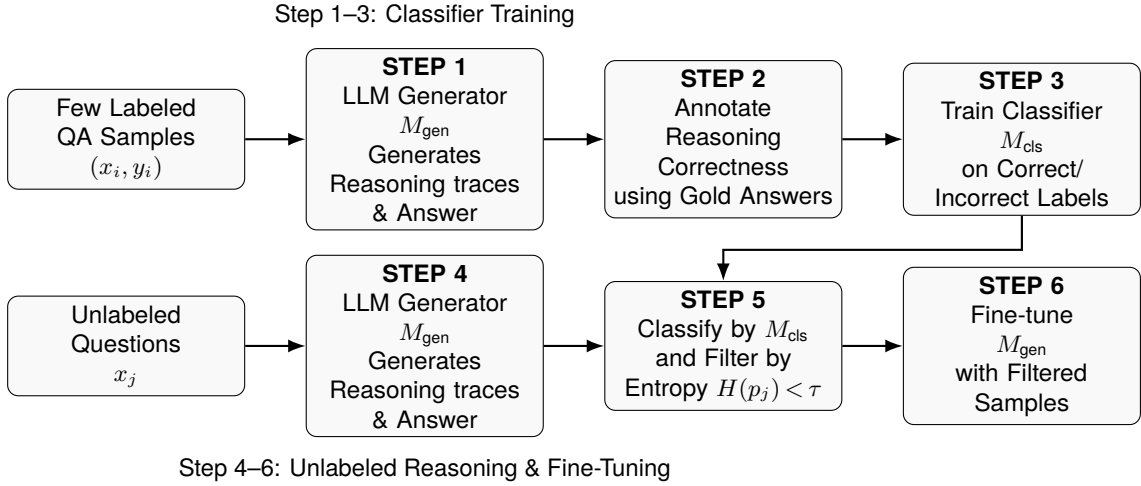 Step 1–3: Classifier Training
Few Labeled
QA Samples
(x_i, y_i)
STEP 1
LLM Generator
M_gen
Generates
Reasoning traces
& Answer
STEP 2
Annotate
Reasoning
Correctness
using Gold Answers
STEP 3
Train Classifier
M_cls
on Correct/
Incorrect Labels
Unlabeled
Questions
x_j
STEP 4
LLM Generator
M_gen
Generates
Reasoning traces
& Answer
STEP 5
Classify by M_cls
and Filter by
Entropy H(p_j) < τ
STEP 6
Fine-tune
M_gen
with Filtered
Samples
Step 4–6: Unlabeled Reasoning & Fine-Tuning